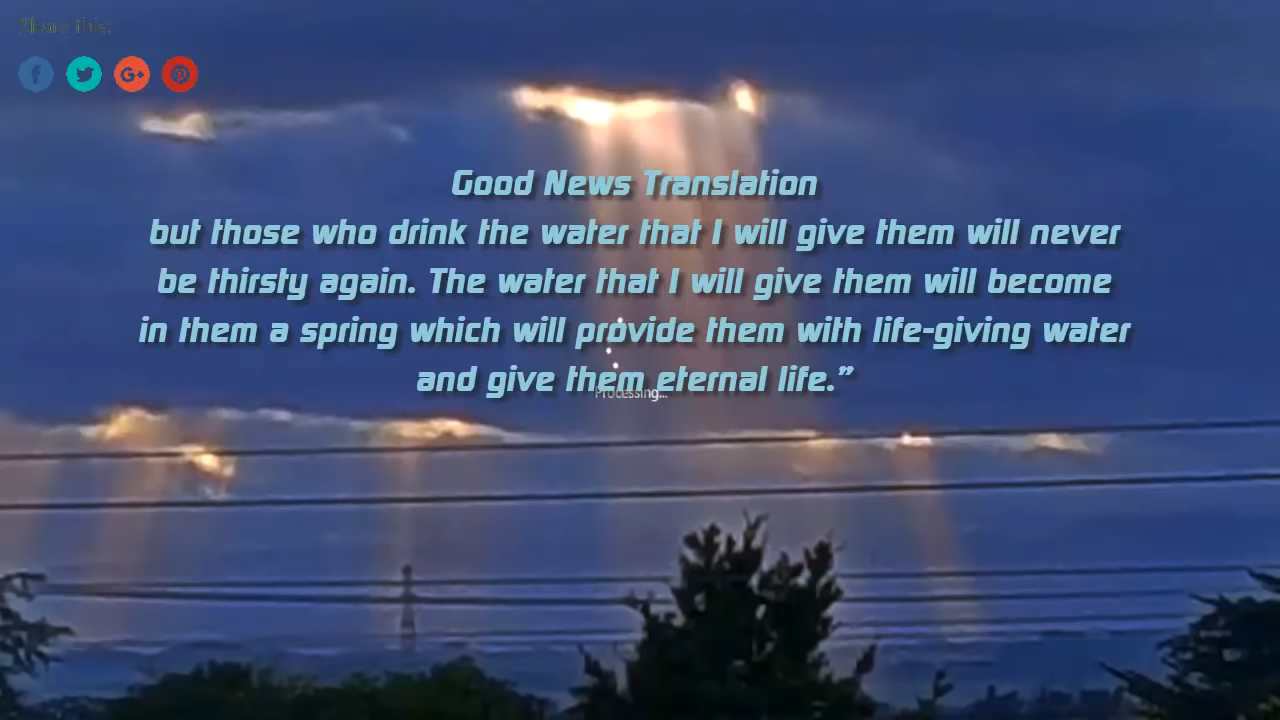 Share this:
Good News Translation
but those who drink the water that I will give them will never
be thirsty again. The water that I will give them will become
in them a spring which will provide them with life-giving water
and give them eternal life.”
Processing...